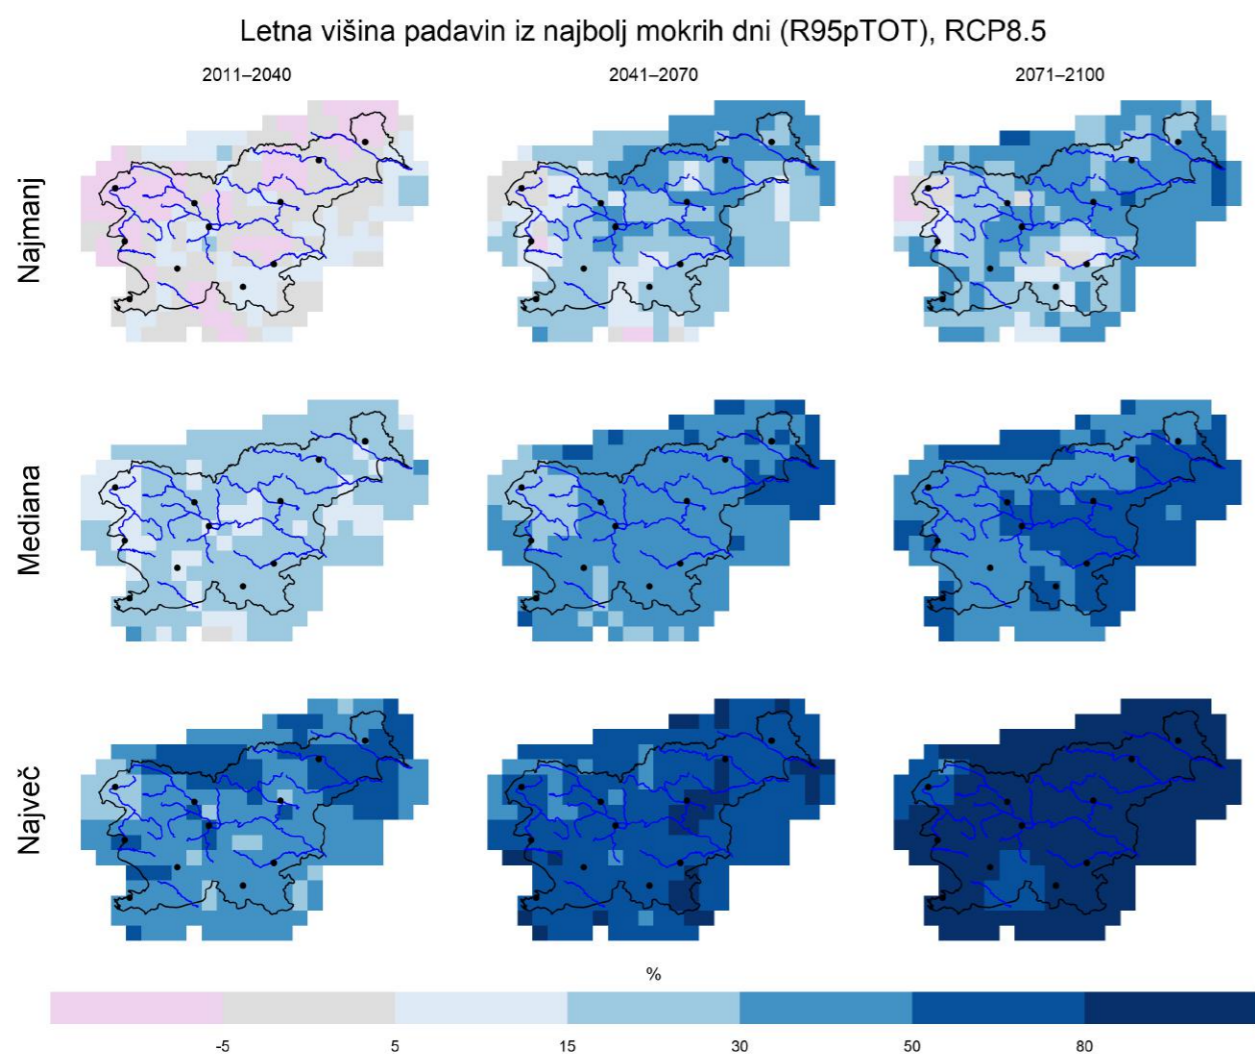 Letna višina padavin iz najbolj mokrih dni (R95pTOT), RCP8.5
2011–2040 2041–2070 2071–2100
Najmanj
Mediana
Največ
%
-5 5 15 30 50 80